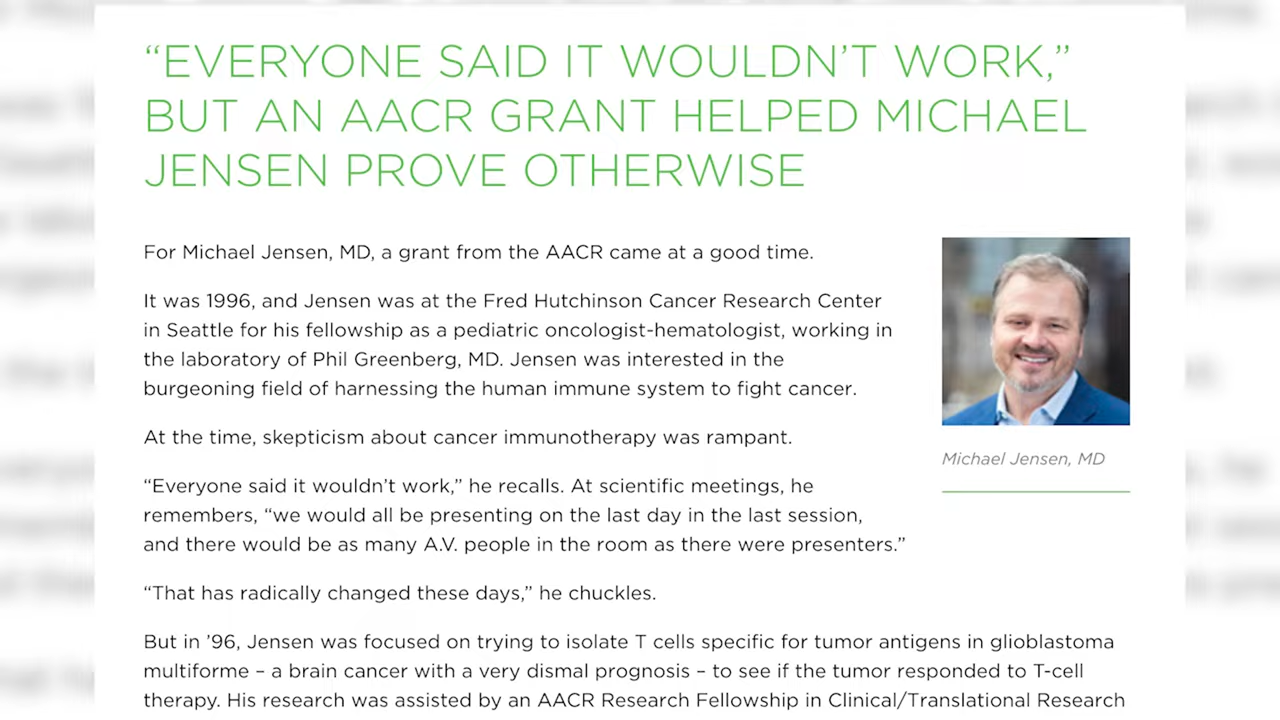 “EVERYONE SAID IT WOULDN’T WORK,”
BUT AN AACR GRANT HELPED MICHAEL
JENSEN PROVE OTHERWISE
For Michael Jensen, MD, a grant from the AACR came at a good time.
It was 1996, and Jensen was at the Fred Hutchinson Cancer Research Center
in Seattle for his fellowship as a pediatric oncologist-hematologist, working in
the laboratory of Phil Greenberg, MD. Jensen was interested in the
burgeoning field of harnessing the human immune system to fight cancer.
At the time, skepticism about cancer immunotherapy was rampant.
“Everyone said it wouldn’t work,” he recalls. At scientific meetings, he
remembers, “we would all be presenting on the last day in the last session,
and there would be as many A.V. people in the room as there were presenters.”
“That has radically changed these days,” he chuckles.
But in ’96, Jensen was focused on trying to isolate T cells specific for tumor antigens in glioblastoma
multiforme – a brain cancer with a very dismal prognosis – to see if the tumor responded to T-cell
therapy. His research was assisted by an AACR Research Fellowship in Clinical/Translational Research
Michael Jensen, MD